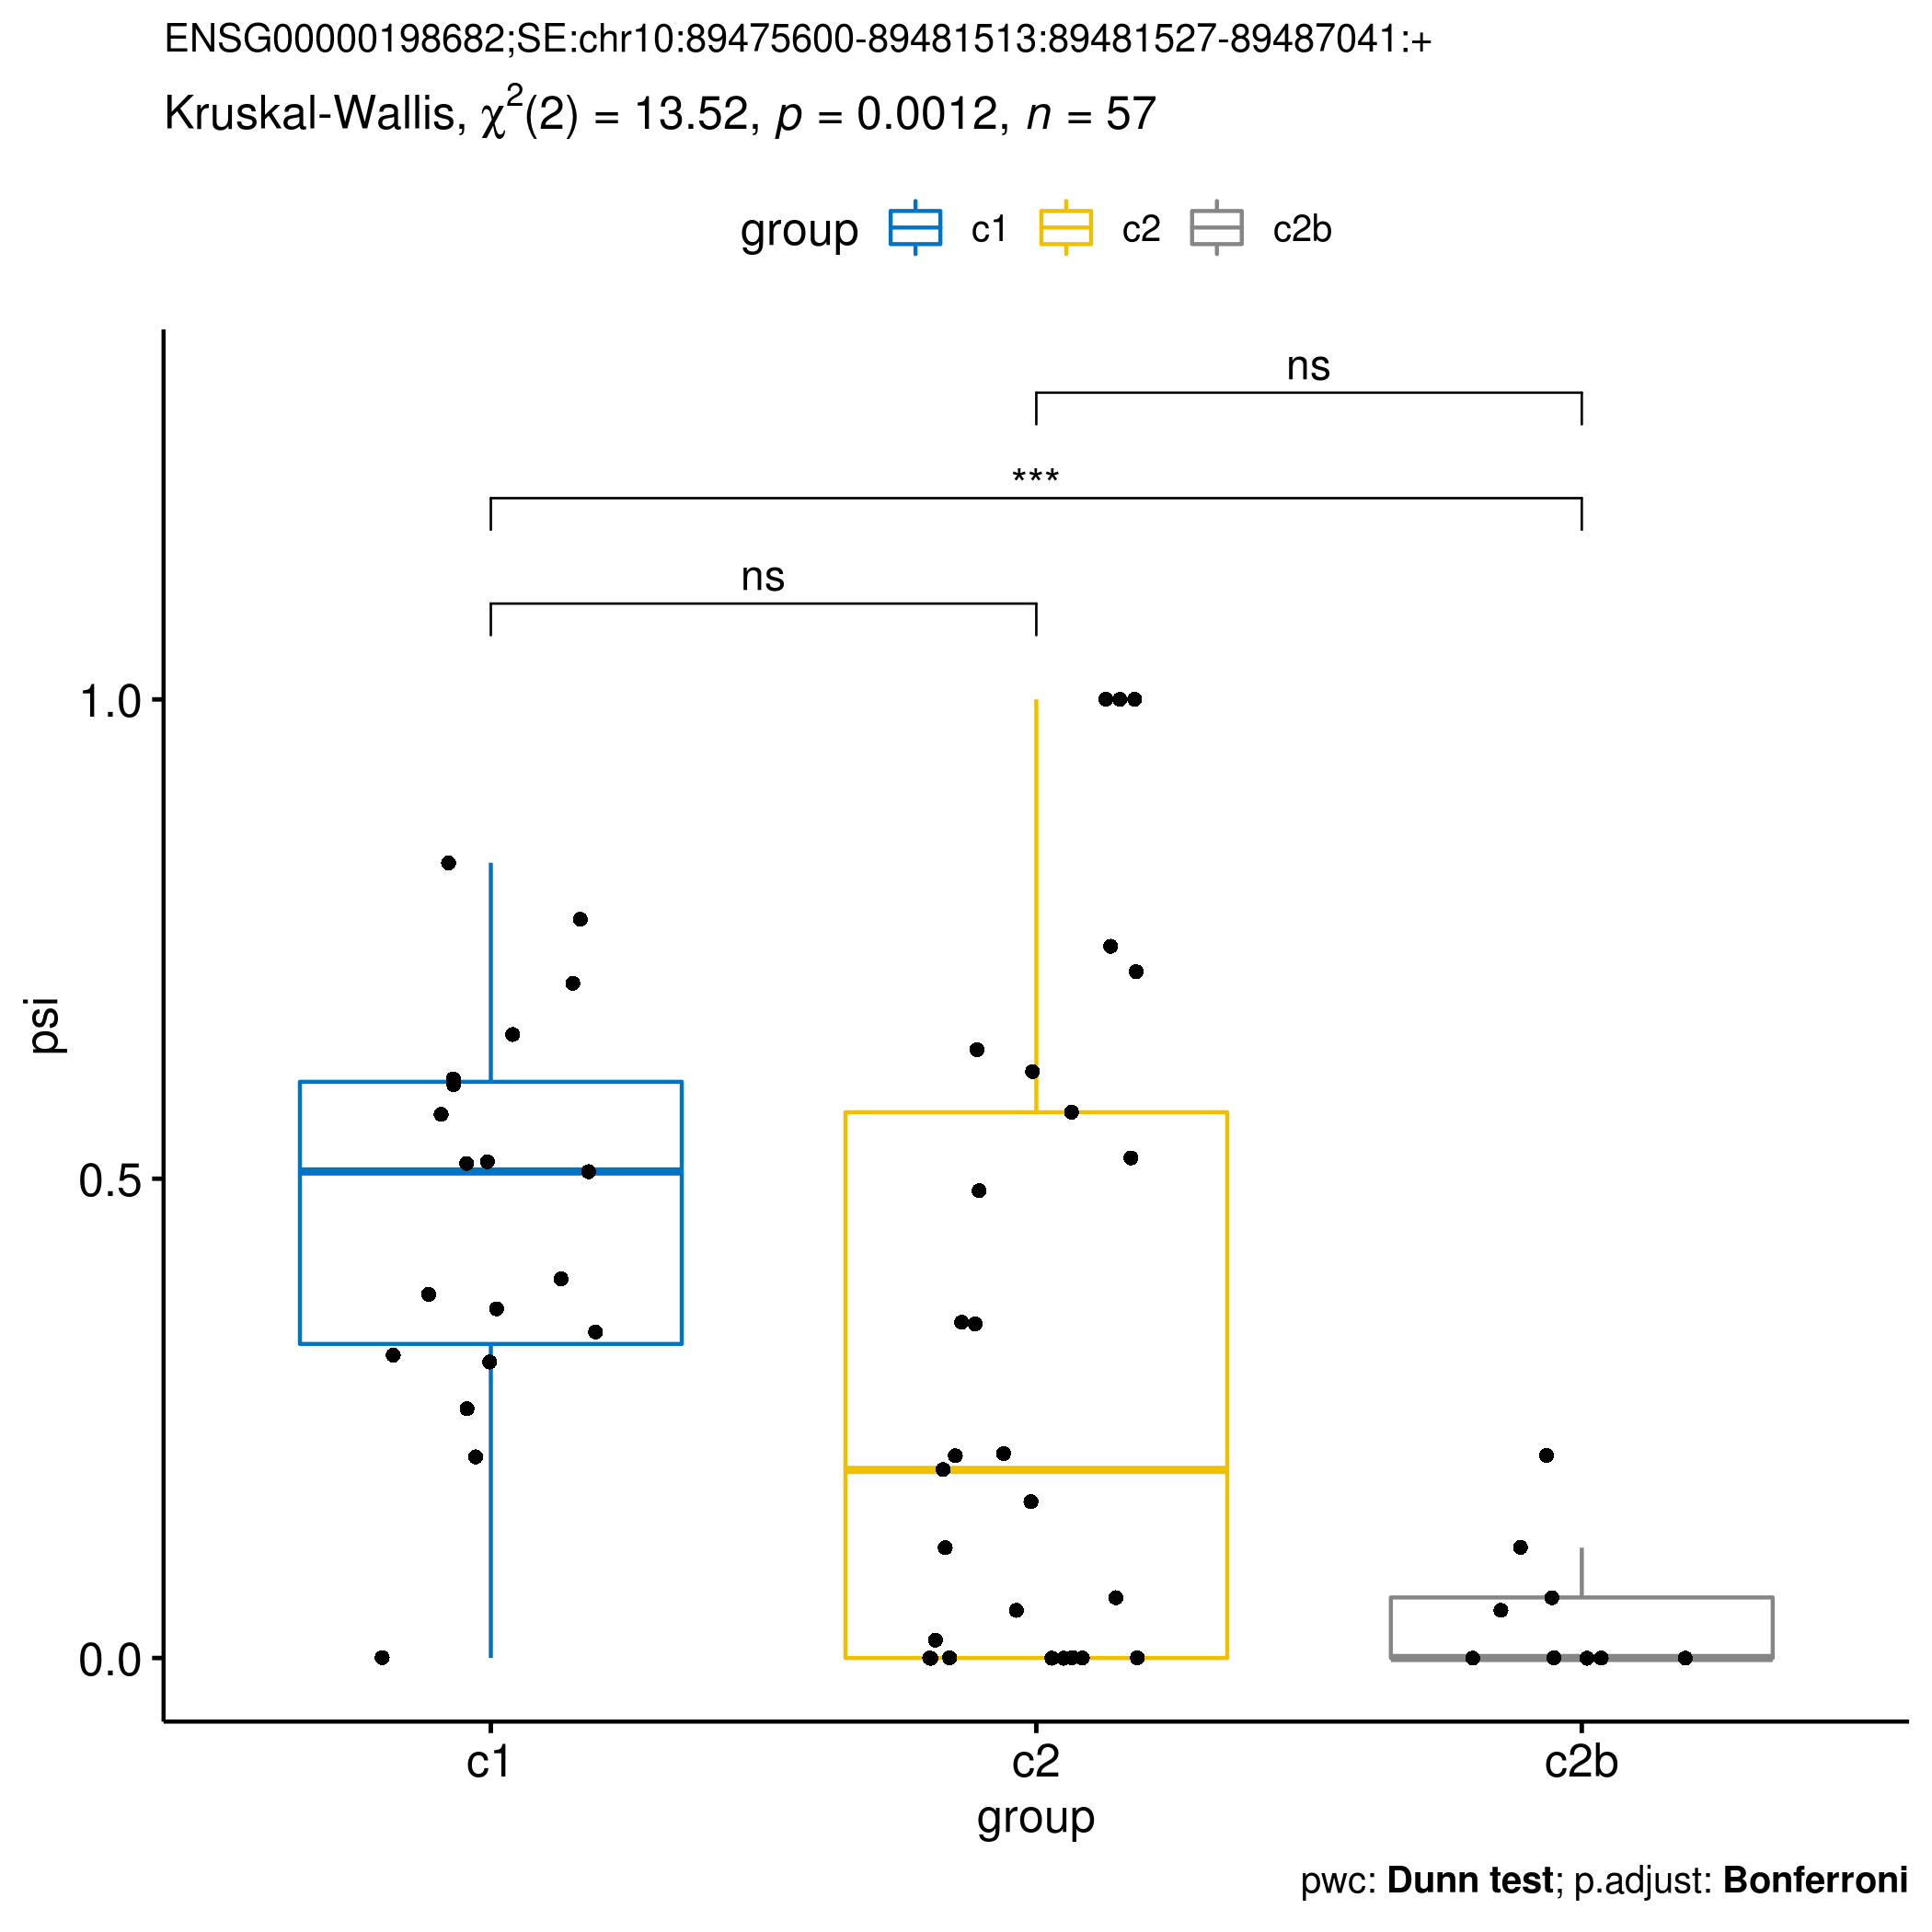 ENSG00000198682;SE:chr10:89475600-89481513:89481527-89487041:+
Kruskal-Wallis, χ²(2) = 13.52, p = 0.0012, n = 57
group c1 c2 c2b
ns
***
ns
1.0
0.5
0.0
psi
c1 c2 c2b
group
pwc: Dunn test; p.adjust: Bonferroni